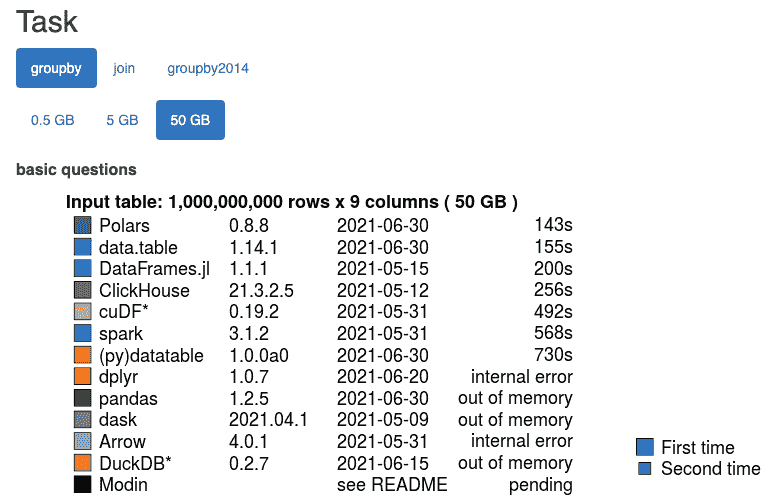 Task
groupby join groupby2014
0.5 GB 5 GB 50 GB
basic questions
Input table: 1,000,000,000 rows x 9 columns ( 50 GB )
Polars 0.8.8 2021-06-30 143s
data.table 1.14.1 2021-06-30 155s
DataFrames.jl 1.1.1 2021-05-15 200s
ClickHouse 21.3.2.5 2021-05-12 256s
cuDF* 0.19.2 2021-05-31 492s
spark 3.1.2 2021-05-31 568s
(py)datatable 1.0.0a0 2021-06-30 730s
dplyr 1.0.7 2021-06-20 internal error
pandas 1.2.5 2021-06-30 out of memory
dask 2021.04.1 2021-05-09 out of memory
Arrow 4.0.1 2021-05-31 internal error
DuckDB* 0.2.7 2021-06-15 out of memory
Modin see README pending
First time
Second time